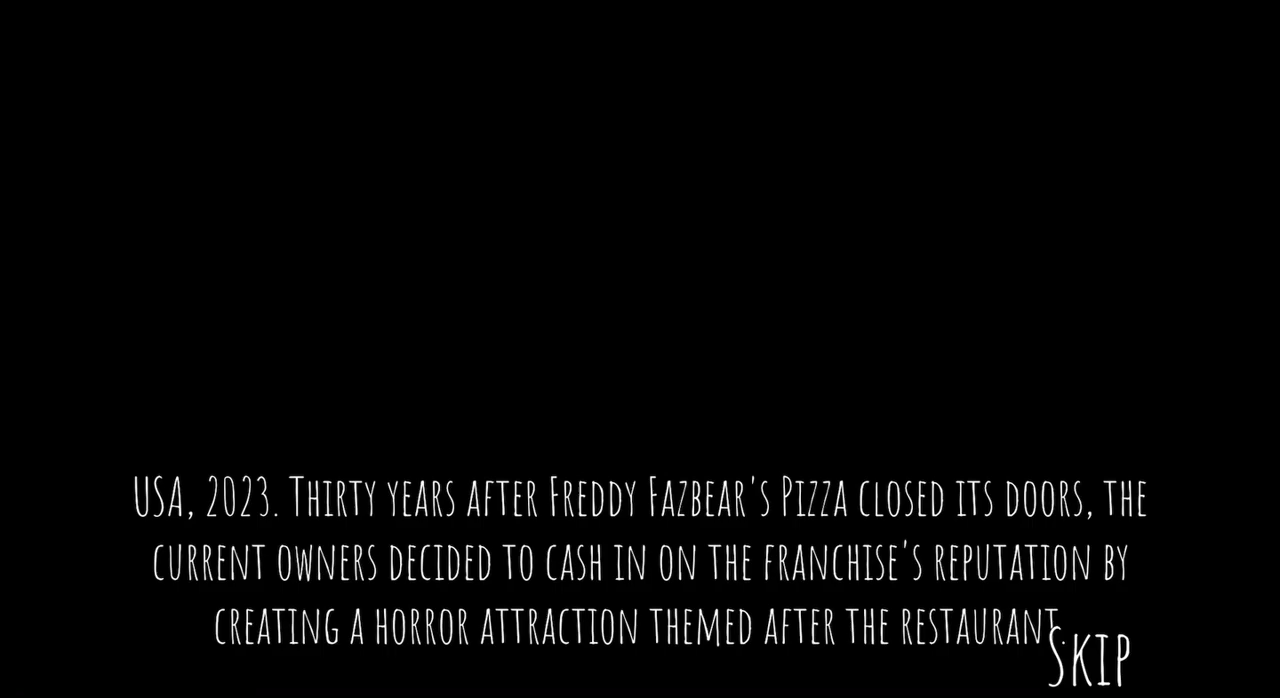 USA, 2023. Thirty years after Freddy Fazbear's Pizza closed its doors, the
current owners decided to cash in on the franchise's reputation by
creating a horror attraction themed after the restaurant.
Skip